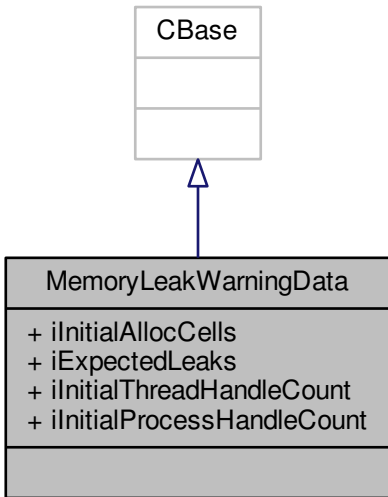 CBase
MemoryLeakWarningData
+ iInitialAllocCells
+ iExpectedLeaks
+ iInitialThreadHandleCount
+ iInitialProcessHandleCount